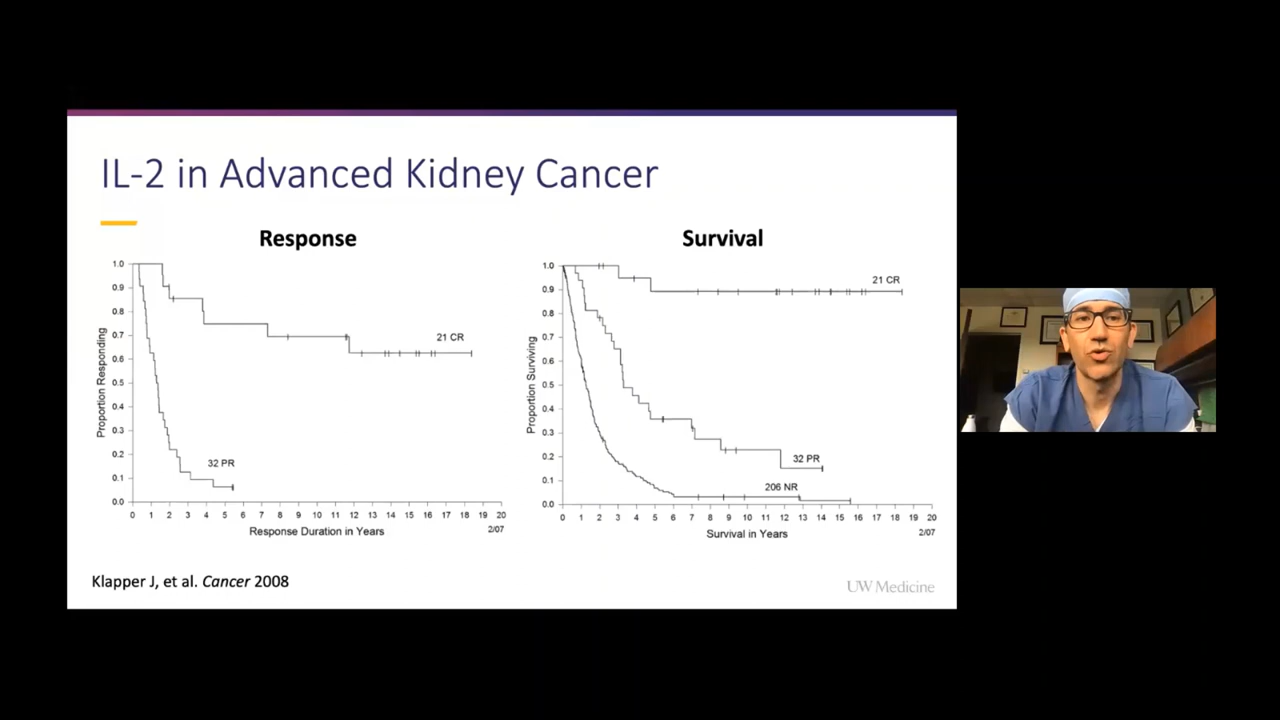 IL-2 in Advanced Kidney Cancer
Response
1.0
0.9
0.8
0.7
0.6
0.5
0.4
0.3
0.2
0.1
0.0
Proportion Responding
21 CR
32 PR
0 1 2 3 4 5 6 7 8 9 10 11 12 13 14 15 16 17 18 19 20
Response Duration in Years
2/07
Survival
1.0
0.9
0.8
0.7
0.6
0.5
0.4
0.3
0.2
0.1
0.0
Proportion Surviving
21 CR
32 PR
206 NR
0 1 2 3 4 5 6 7 8 9 10 11 12 13 14 15 16 17 18 19 20
Survival in Years
2/07
Klapper J, et al. Cancer 2008
UW Medicine